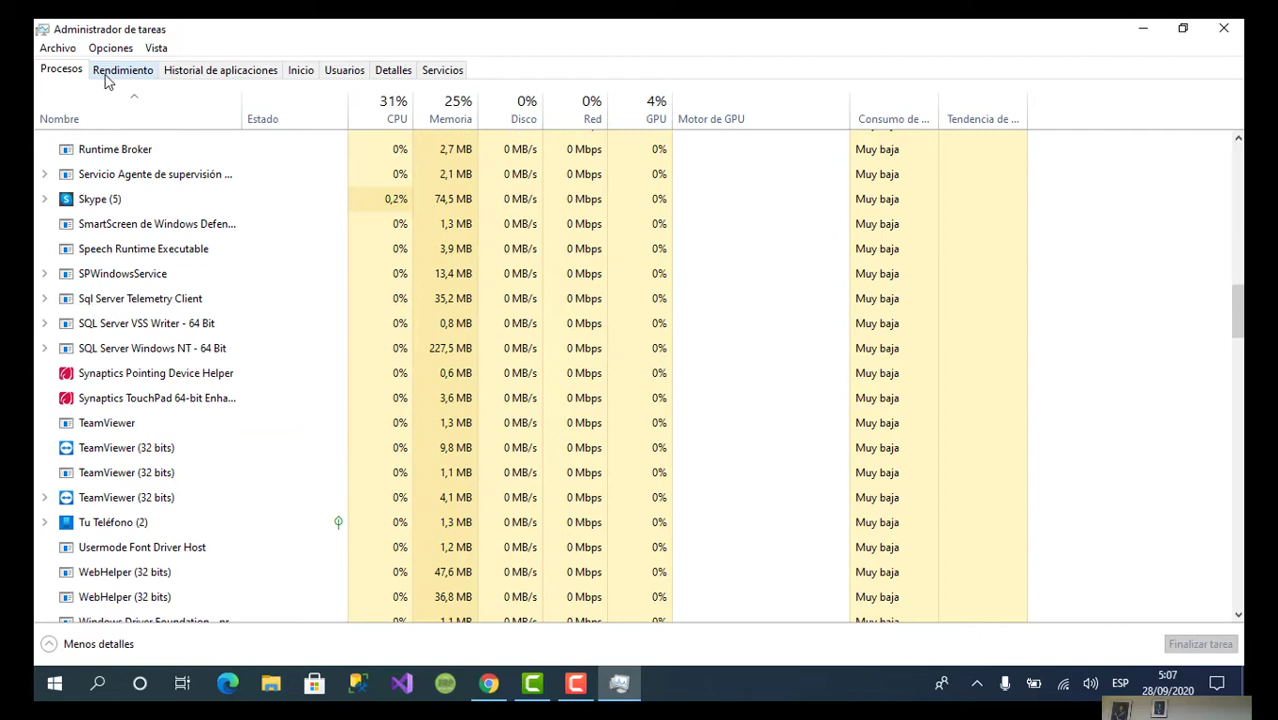 Administrador de tareas
Archivo Opciones Vista
Procesos Rendimiento Historial de aplicaciones Inicio Usuarios Detalles Servicios
31% 25% 0% 0% 4%
Nombre Estado CPU Memoria Disco Red GPU Motor de GPU Consumo de ... Tendencia de ...
Runtime Broker 0% 2,7 MB 0 MB/s 0 Mbps 0% Muy baja
Servicio Agente de supervisión ... 0% 2,1 MB 0 MB/s 0 Mbps 0% Muy baja
Skype (5) 0,2% 74,5 MB 0 MB/s 0 Mbps 0% Muy baja
SmartScreen de Windows Defen... 0% 1,3 MB 0 MB/s 0 Mbps 0% Muy baja
Speech Runtime Executable 0% 3,9 MB 0 MB/s 0 Mbps 0% Muy baja
SPWindowsService 0% 13,4 MB 0 MB/s 0 Mbps 0% Muy baja
Sql Server Telemetry Client 0% 35,2 MB 0 MB/s 0 Mbps 0% Muy baja
SQL Server VSS Writer - 64 Bit 0% 0,8 MB 0 MB/s 0 Mbps 0% Muy baja
SQL Server Windows NT - 64 Bit 0% 227,5 MB 0 MB/s 0 Mbps 0% Muy baja
Synaptics Pointing Device Helper 0% 0,6 MB 0 MB/s 0 Mbps 0% Muy baja
Synaptics TouchPad 64-bit Enha... 0% 3,6 MB 0 MB/s 0 Mbps 0% Muy baja
TeamViewer 0% 1,3 MB 0 MB/s 0 Mbps 0% Muy baja
TeamViewer (32 bits) 0% 9,8 MB 0 MB/s 0 Mbps 0% Muy baja
TeamViewer (32 bits) 0% 1,1 MB 0 MB/s 0 Mbps 0% Muy baja
TeamViewer (32 bits) 0% 4,1 MB 0 MB/s 0 Mbps 0% Muy baja
Tu Teléfono (2) 0% 1,3 MB 0 MB/s 0 Mbps 0% Muy baja
Usermode Font Driver Host 0% 1,2 MB 0 MB/s 0 Mbps 0% Muy baja
WebHelper (32 bits) 0% 47,6 MB 0 MB/s 0 Mbps 0% Muy baja
WebHelper (32 bits) 0% 36,8 MB 0 MB/s 0 Mbps 0% Muy baja
Windows Driver Foundation
Menos detalles Finalizar tarea
ESP 5:07
28/09/2020